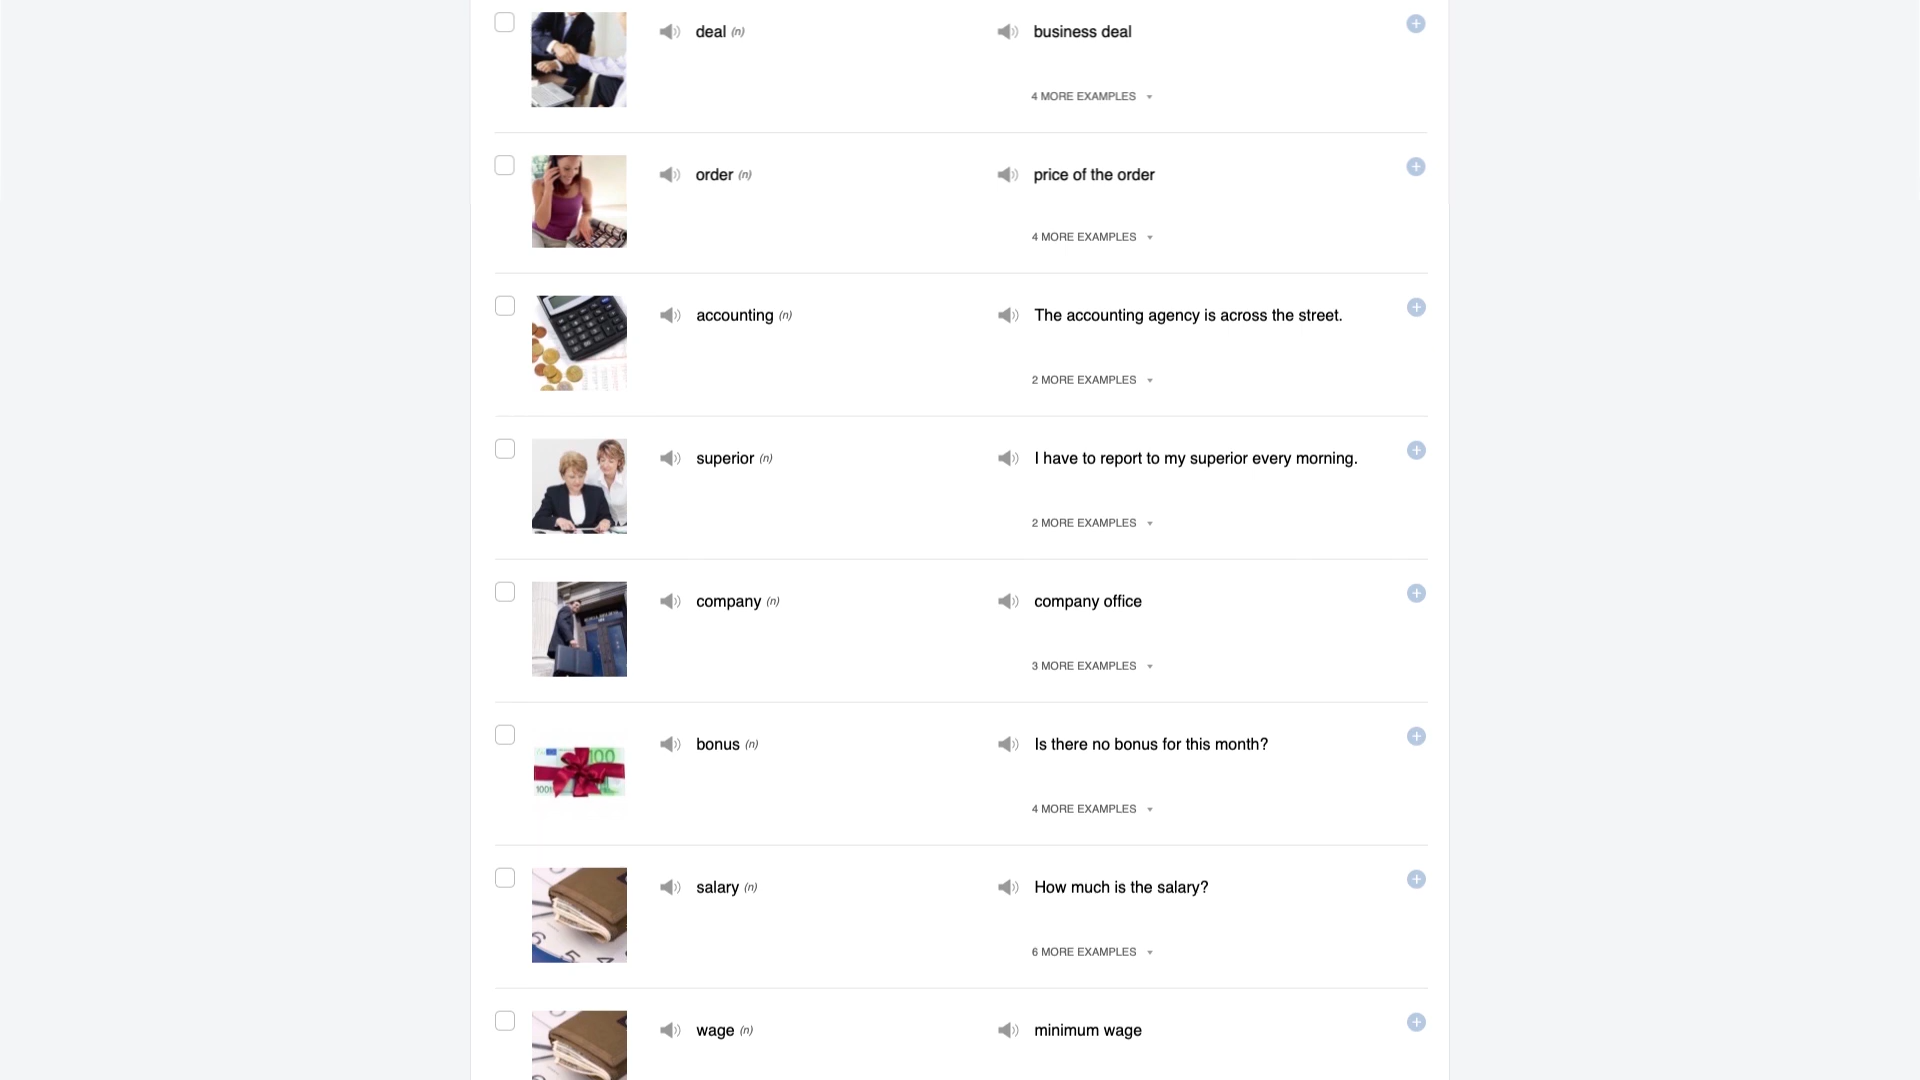 deal (n)
business deal
4 MORE EXAMPLES
order (n)
price of the order
4 MORE EXAMPLES
accounting (n)
The accounting agency is across the street.
2 MORE EXAMPLES
superior (n)
I have to report to my superior every morning.
2 MORE EXAMPLES
company (n)
company office
3 MORE EXAMPLES
bonus (n)
Is there no bonus for this month?
100
100
4 MORE EXAMPLES
salary (n)
How much is the salary?
6 MORE EXAMPLES
wage (n)
minimum wage